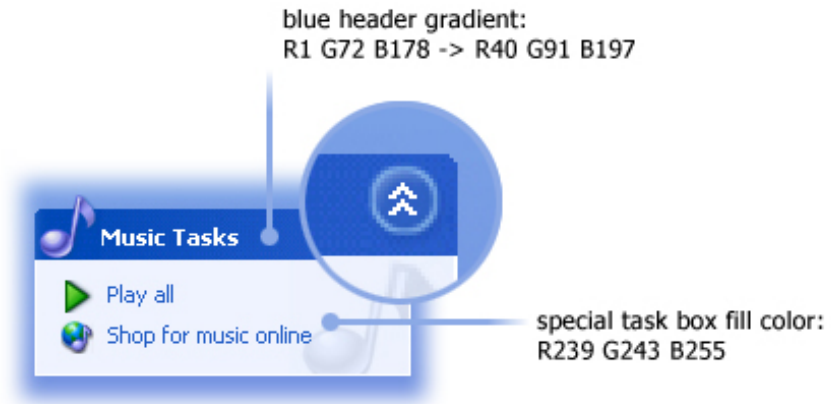 blue header gradient:
R1 G72 B178 -> R40 G91 B197
Music Tasks
Play all
Shop for music online
special task box fill color:
R239 G243 B255